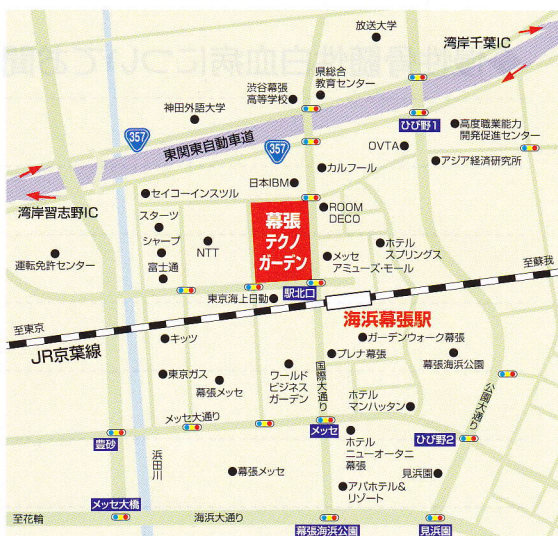 放送大学
湾岸千葉IC
県総合
教育センター
渋谷幕張
高等学校
神田外語大学
ひび野1
高度職業能力
開発促進センター
357
東関東自動車道
357
OVTA
アジア経済研究所
カルフール
日本IBM
セイコーインスツル
湾岸習志野IC
スターツ
ROOM
DECO
幕張
テクノ
ガーデン
シャープ
NTT
ホテル
スプリングス
運転免許センター
富士通
メッセ
アミューズ・モール
至蘇我
東京海上日動
駅北口
海浜幕張駅
至東京
JR京葉線
キッツ
ガーデンウォーク幕張
プレナ幕張
幕張海浜公園
東京ガス
幕張メッセ
ワールド
ビジネス
ガーデン
国際大通り
公園大通り
ホテル
マンハッタン
メッセ大通り
豊砂
浜田川
メッセ
ホテル
ニューオータニ
幕張
ひび野2
幕張メッセ
見浜園
アパホテル&
リゾート
メッセ大橋
至花輪
海浜大通り
幕張海浜公園
見浜園